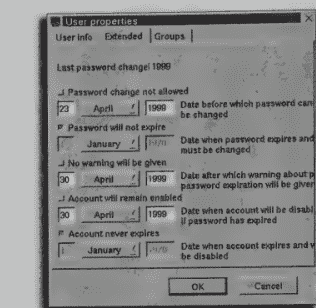 User properties
User info Extended Groups
Last password change: 1999
Password change not allowed
23 April 1999 Date before which password can
be changed
Password will not expire
January 1970 Date when password expires and
must be changed
No warning will be given
30 April 1999 Date after which warning about p
password expiration will be given
Account will remain enabled
30 April 1999 Date when account will be disabl
if password has expired
Account never expires
1 January 1970 Date when account expires and w
be disabled
OK Cancel